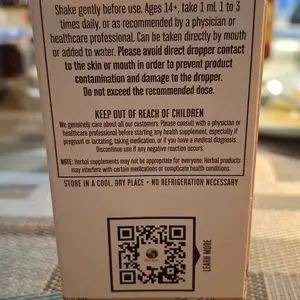 Shake gently before use. Ages 14+, take 1 ml 1 to 3
times daily, or as recommended by a physician or
healthcare professional. Can be taken directly by mouth
or added to water. Please avoid direct dropper contact
to the skin or mouth in order to prevent product
contamination and damage to the dropper.
Do not exceed the recommended dose.
KEEP OUT OF REACH OF CHILDREN
We genuinely care about all our customers. Please consult with a physician or
healthcare professional before starting any health supplement, especially if
pregnant or lactating, taking medication, or if you have a medical diagnosis.
Discontinue use if any negative reaction occurs.
NOTE: Herbal supplements may not be appropriate for everyone. Herbal products
may interfere with certain medications or complicate health conditions.
STORE IN A COOL, DRY PLACE • NO REFRIGERATION NECESSARY
LEARN MORE